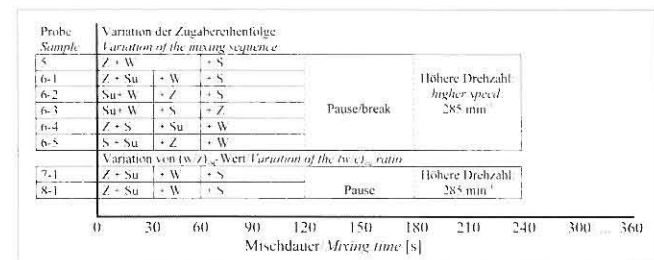 Probe Variation der Zugabereihenfolge
Sample Variation of the mixing sequence
5 Z + W + S
6-1 Z + Su + W + S Höhere Drehzahl:
6-2 Su + W + Z + S higher speed:
6-3 Su + W + S + Z Pause/break 285 min⁻¹
6-4 Z + S + Su + W
6-5 S + Su + Z + W
Variation von (w/z) -Wert/Variation of the (w/c) ratio
7-1 Z + Su + W + S Höhere Drehzahl:
8-1 Z + Su + W + S Pause 285 min⁻¹
0 30 60 90 120 150 180 210 240 300 ... 360
Mischdauer/Mixing time [s]